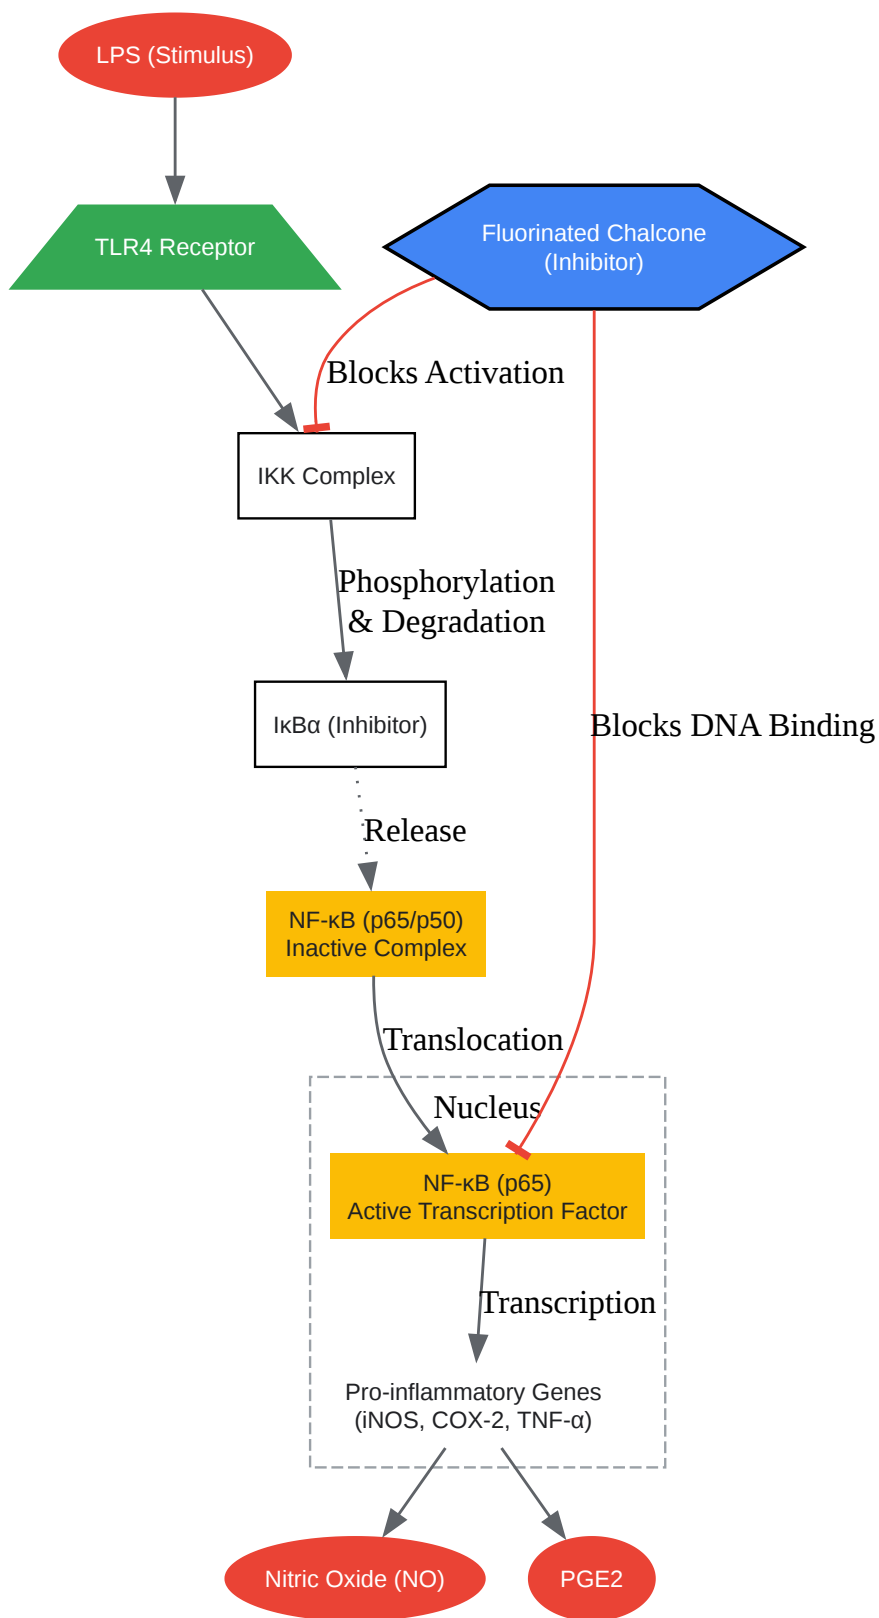 LPS (Stimulus)
TLR4 Receptor
Fluorinated Chalcone
(Inhibitor)
Blocks Activation
IKK Complex
Phosphorylation
& Degradation
IκBα (Inhibitor)
Blocks DNA Binding
Release
NF-κB (p65/p50)
Inactive Complex
Translocation
Nucleus
NF-κB (p65)
Active Transcription Factor
Transcription
Pro-inflammatory Genes
(iNOS, COX-2, TNF-α)
Nitric Oxide (NO)
PGE2